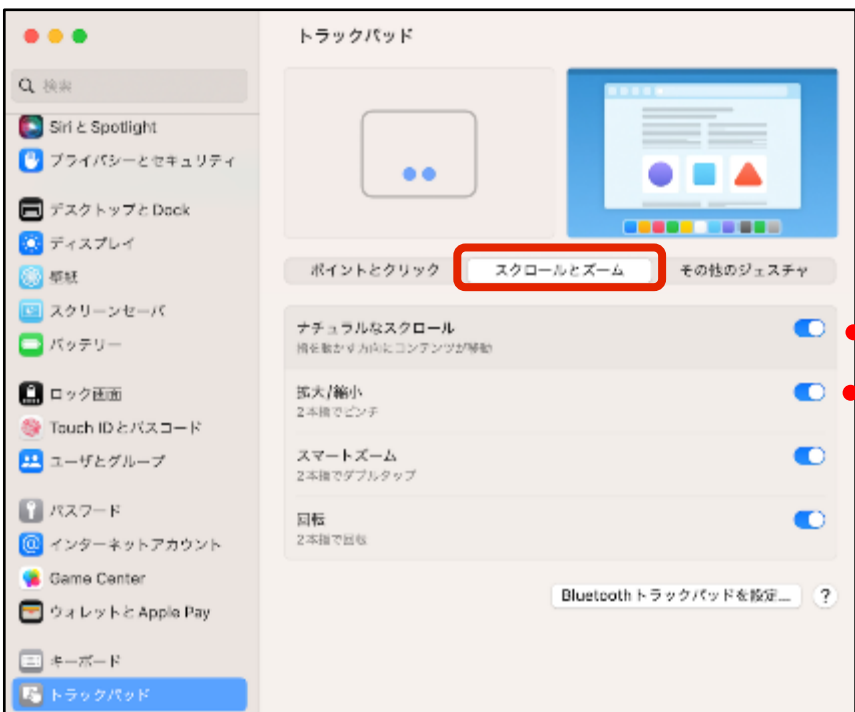 トラックパッド
検索
Siri と Spotlight
プライバシーとセキュリティ
デスクトップと Dock
ディスプレイ
壁紙
スクリーンセーバ
バッテリー
ロック画面
Touch ID とパスコード
ユーザとグループ
パスワード
インターネットアカウント
Game Center
ウォレットと Apple Pay
キーボード
トラックパッド
ポイントとクリック
スクロールとズーム
その他のジェスチャ
ナチュラルなスクロール
指を動かす方向にコンテンツが移動
拡大/縮小
2本指でピンチ
スマートズーム
2本指でダブルタップ
回転
2本指で回転
Bluetooth トラックパッドを設定...
?